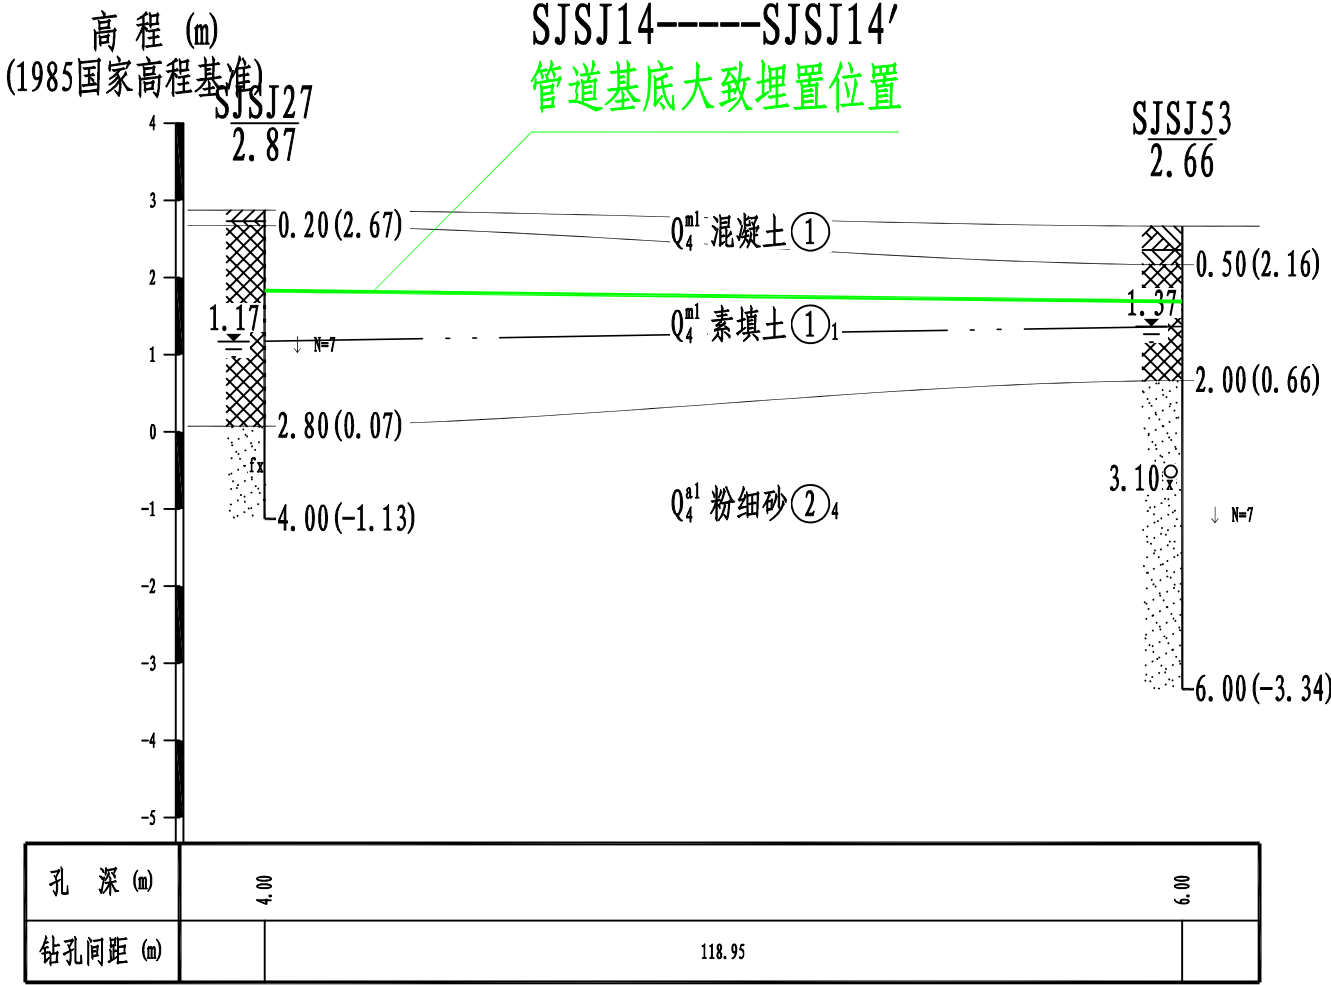 SJSJ14-----SJSJ14′
高 程 (m)
(1985国家高程基准)
管道基底大致埋置位置
SJSJ27
2.87
SJSJ53
2.66
4
3
2
1
0
-1
-2
-3
-4
-5
0.20(2.67)
Q4ml 混凝土 ①
0.50(2.16)
1.17
N=7
Q4ml 素填土 ①1
1.37
2.00(0.66)
2.80(0.07)
fx
Q4al 粉细砂 ②4
3.10
x
4.00(-1.13)
N=7
6.00(-3.34)
孔 深 (m)
4.00
6.00
钻孔间距 (m)
118.95